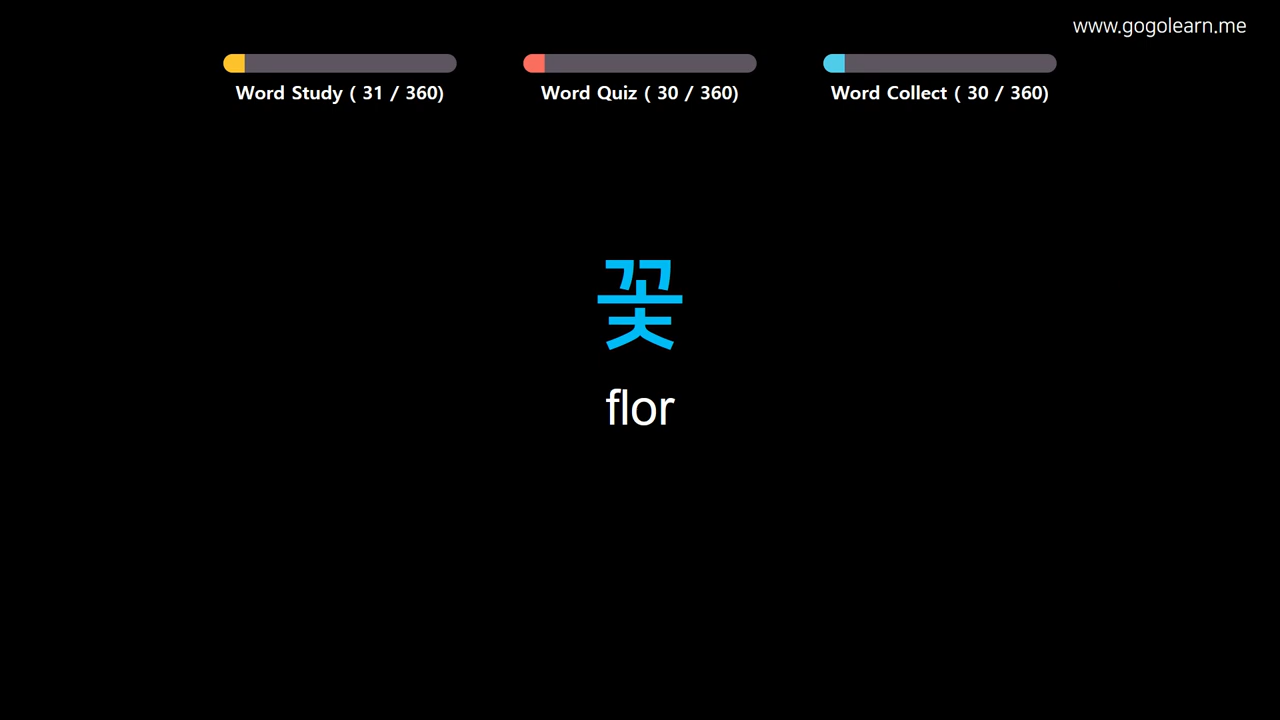 www.gogolearn.me
Word Study ( 31 / 360)
Word Quiz ( 30 / 360)
Word Collect ( 30 / 360)
꽃
flor